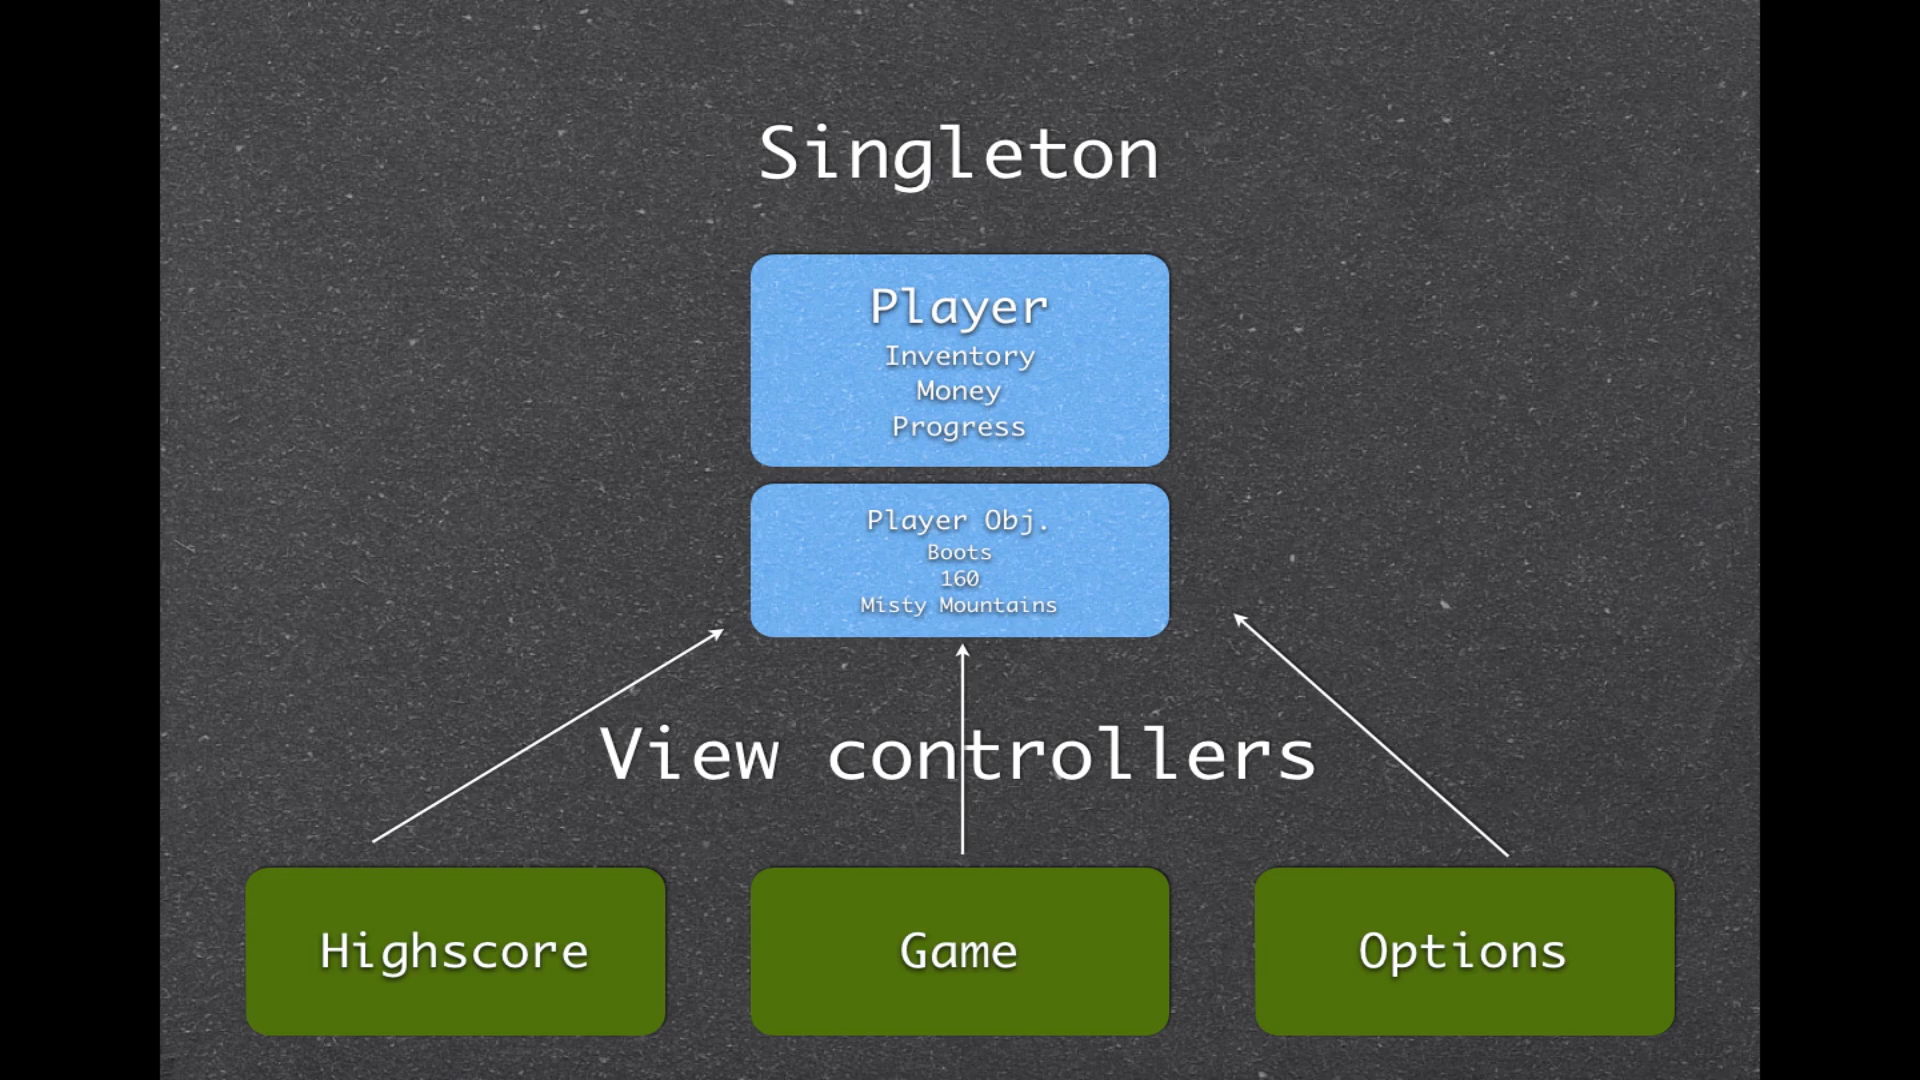 Singleton
Player
Inventory
Money
Progress
Player Obj.
Boots
160
Misty Mountains
View controllers
Highscore
Game
Options